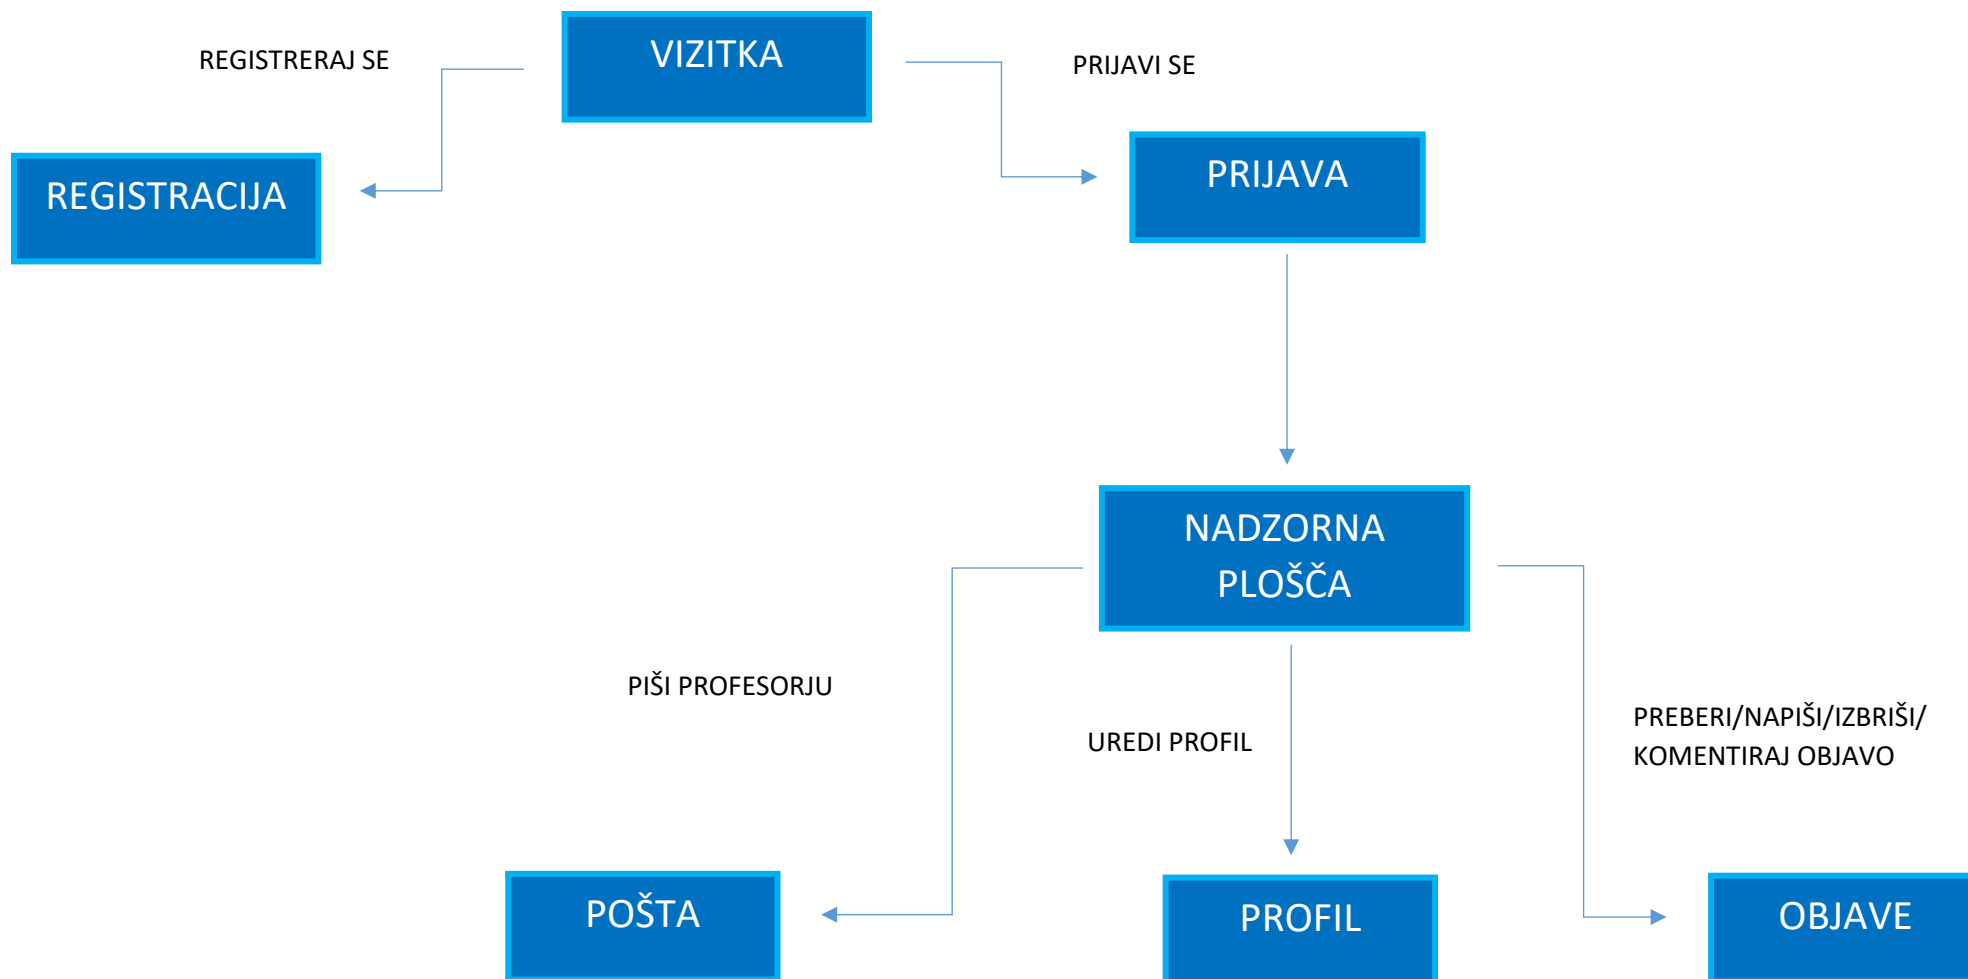 VIZITKA
REGISTRERAJ SE
PRIJAVI SE
REGISTRACIJA
PRIJAVA
NADZORNA
PLOŠČA
PIŠI PROFESORJU
UREDI PROFIL
PREBERI/NAPIŠI/IZBRIŠI/
KOMENTIRAJ OBJAVO
POŠTA
PROFIL
OBJAVE